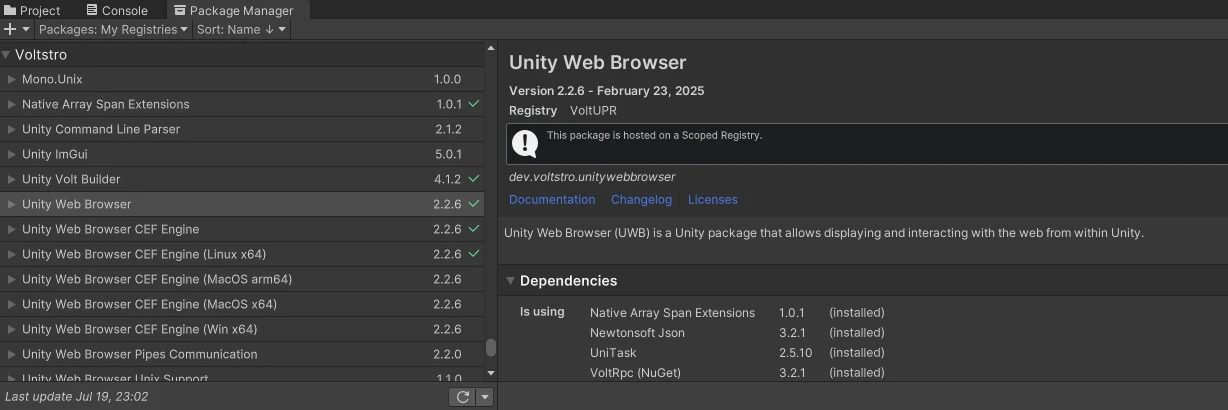 Project Console Package Manager
Packages: My Registries Sort: Name ↓
Voltstro
Mono.Unix 1.0.0
Native Array Span Extensions 1.0.1
Unity Command Line Parser 2.1.2
Unity ImGui 5.0.1
Unity Volt Builder 4.1.2
Unity Web Browser 2.2.6
Unity Web Browser CEF Engine 2.2.6
Unity Web Browser CEF Engine (Linux x64) 2.2.6
Unity Web Browser CEF Engine (MacOS arm64) 2.2.6
Unity Web Browser CEF Engine (MacOS x64) 2.2.6
Unity Web Browser CEF Engine (Win x64) 2.2.6
Unity Web Browser Pipes Communication 2.2.0
Unity Web Browser Unix Support 1.1.0
Last update Jul 19, 23:02
Unity Web Browser
Version 2.2.6 - February 23, 2025
Registry VoltUPR
This package is hosted on a Scoped Registry.
dev.voltstro.unitywebbrowser
Documentation Changelog Licenses
Unity Web Browser (UWB) is a Unity package that allows displaying and interacting with the web from within Unity.
Dependencies
Is using Native Array Span Extensions 1.0.1 (installed)
Newtonsoft Json 3.2.1 (installed)
UniTask 2.5.10 (installed)
VoltRpc (NuGet) 3.2.1 (installed)